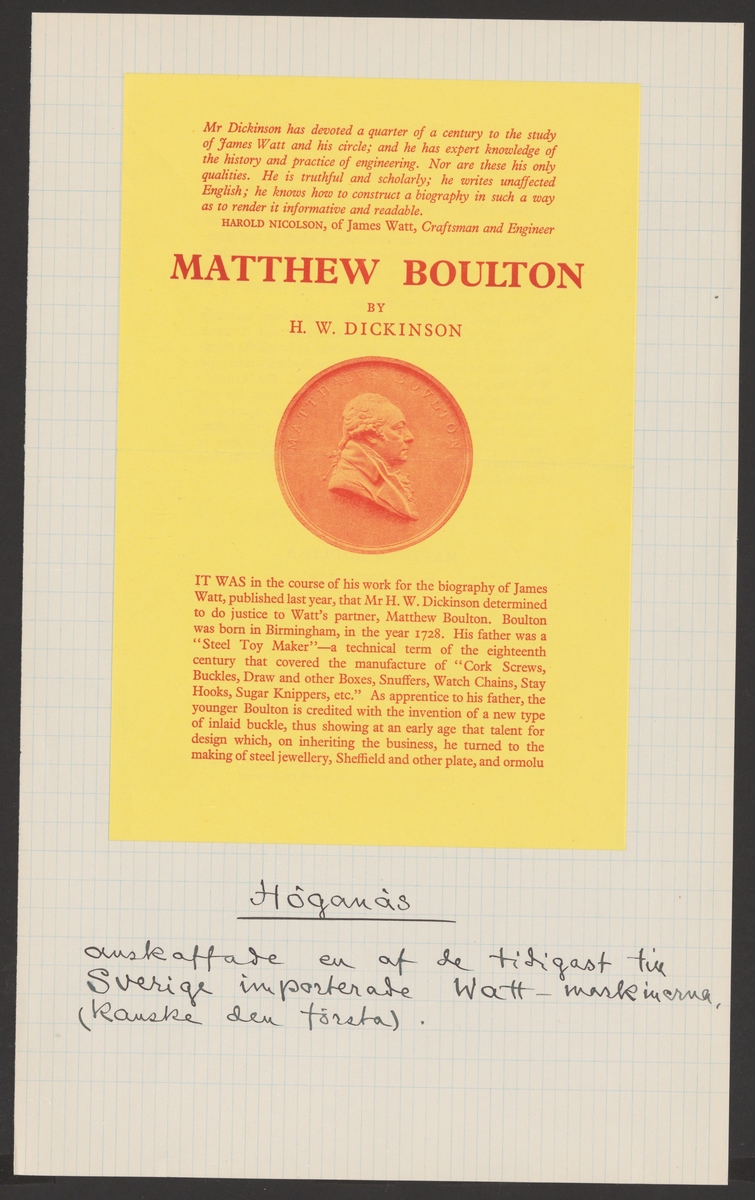 Mr Dickinson has devoted a quarter of a century to the study
of James Watt and his circle; and he has expert knowledge of
the history and practice of engineering. Nor are these his only
qualities. He is truthful and scholarly; he writes unaffected
English; he knows how to construct a biography in such a way
as to render it informative and readable.
HAROLD NICOLSON, of James Watt, Craftsman and Engineer
MATTHEW BOULTON
BY
H. W. DICKINSON
MATTHEW BOULTON
IT WAS in the course of his work for the biography of James
Watt, published last year, that Mr H. W. Dickinson determined
to do justice to Watt's partner, Matthew Boulton. Boulton
was born in Birmingham, in the year 1728. His father was a
"Steel Toy Maker"—a technical term of the eighteenth
century that covered the manufacture of "Cork Screws,
Buckles, Draw and other Boxes, Snuffers, Watch Chains, Stay
Hooks, Sugar Knippers, etc." As apprentice to his father, the
younger Boulton is credited with the invention of a new type
of inlaid buckle, thus showing at an early age that talent for
design which, on inheriting the business, he turned to the
making of steel jewellery, Sheffield and other plate, and ormolu
Höganäs
anskaffade en af de tidigast till
Sverige importerade Watt-maskinerna,
(kanske den första).